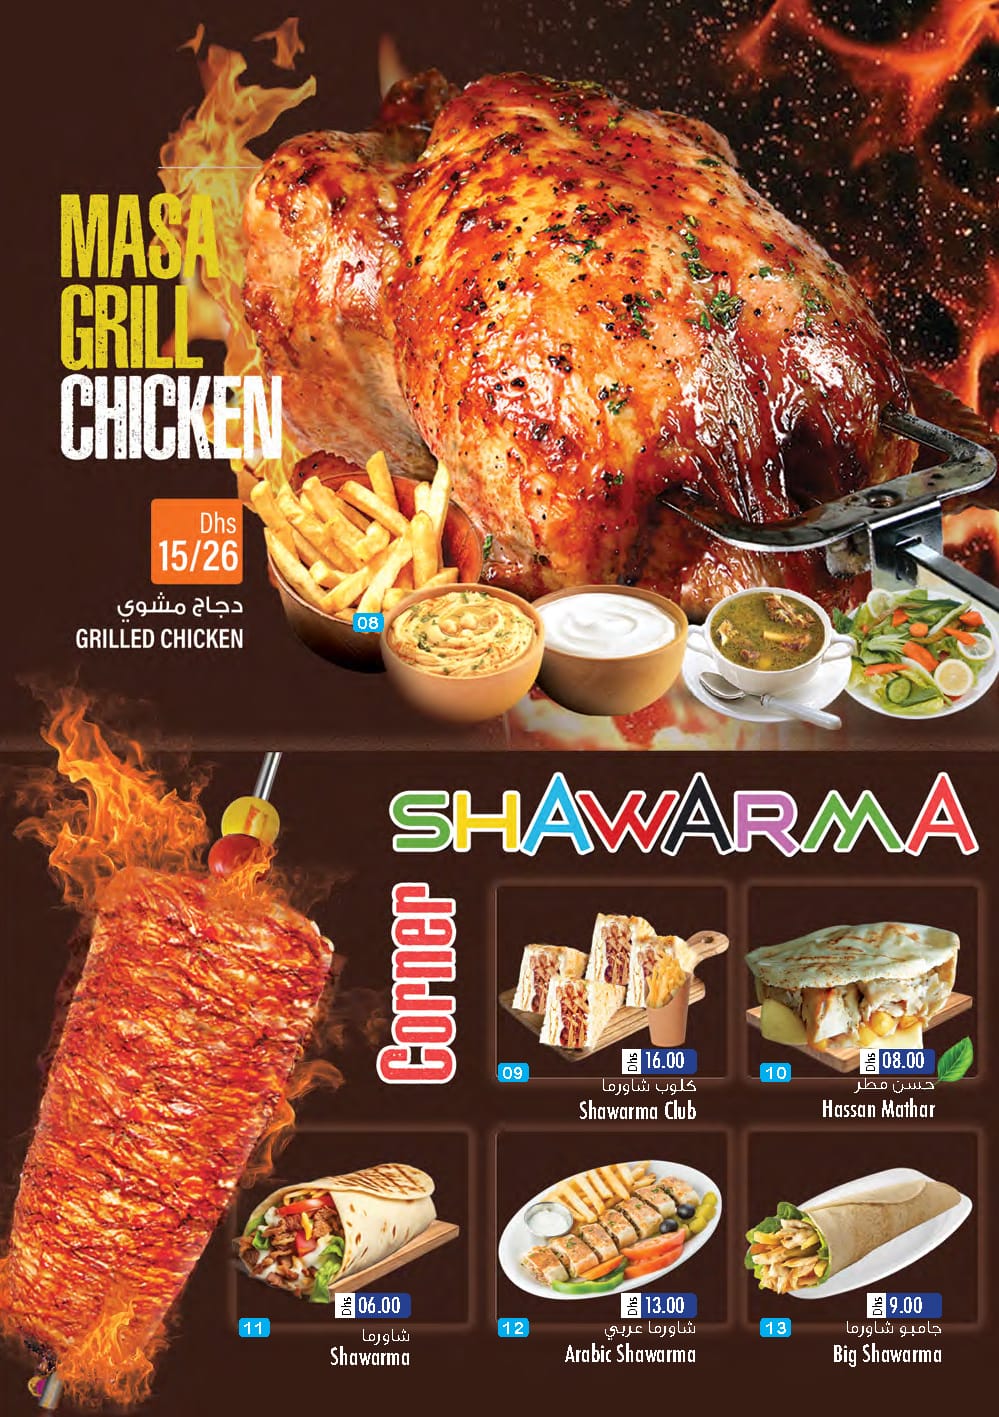 MASA
GRILL
CHICKEN
Dhs
15/26
دجاج مشوي
GRILLED CHICKEN
08
SHAWARMA
Corner
09
Dhs 16.00
كلوب شاورما
Shawarma Club
10
Dhs 08.00
حسن مطر
Hassan Mathar
11
Dhs 06.00
شاورما
Shawarma
12
Dhs 13.00
شاورما عربي
Arabic Shawarma
13
Dhs 9.00
جامبو شاورما
Big Shawarma